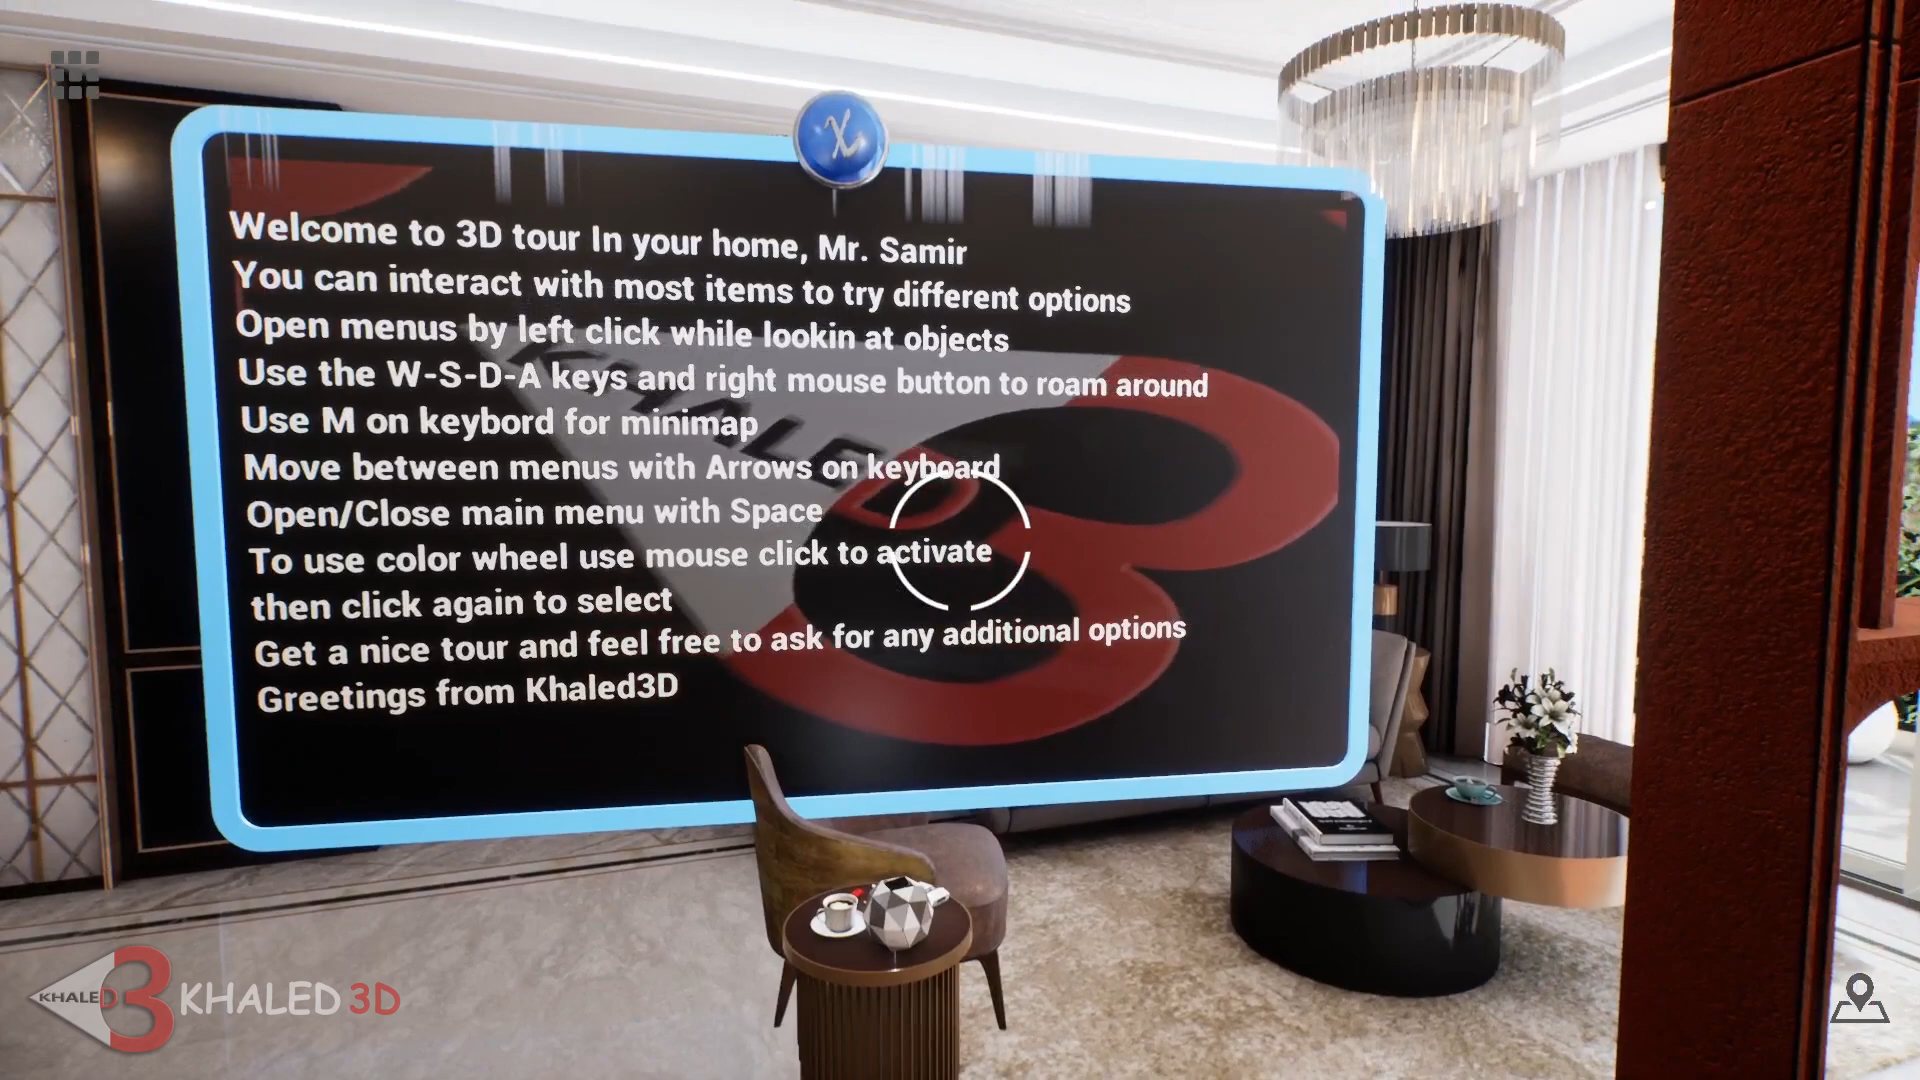 X
Welcome to 3D tour In your home, Mr. Samir
You can interact with most items to try different options
Open menus by left click while lookin at objects
Use the W-S-D-A keys and right mouse button to roam around
Use M on keybord for minimap
Move between menus with Arrows on keyboard
Open/Close main menu with Space
To use color wheel use mouse click to activate
then click again to select
Get a nice tour and feel free to ask for any additional options
Greetings from Khaled3D
KHALED
3
KHALED 3
KHALED 3D